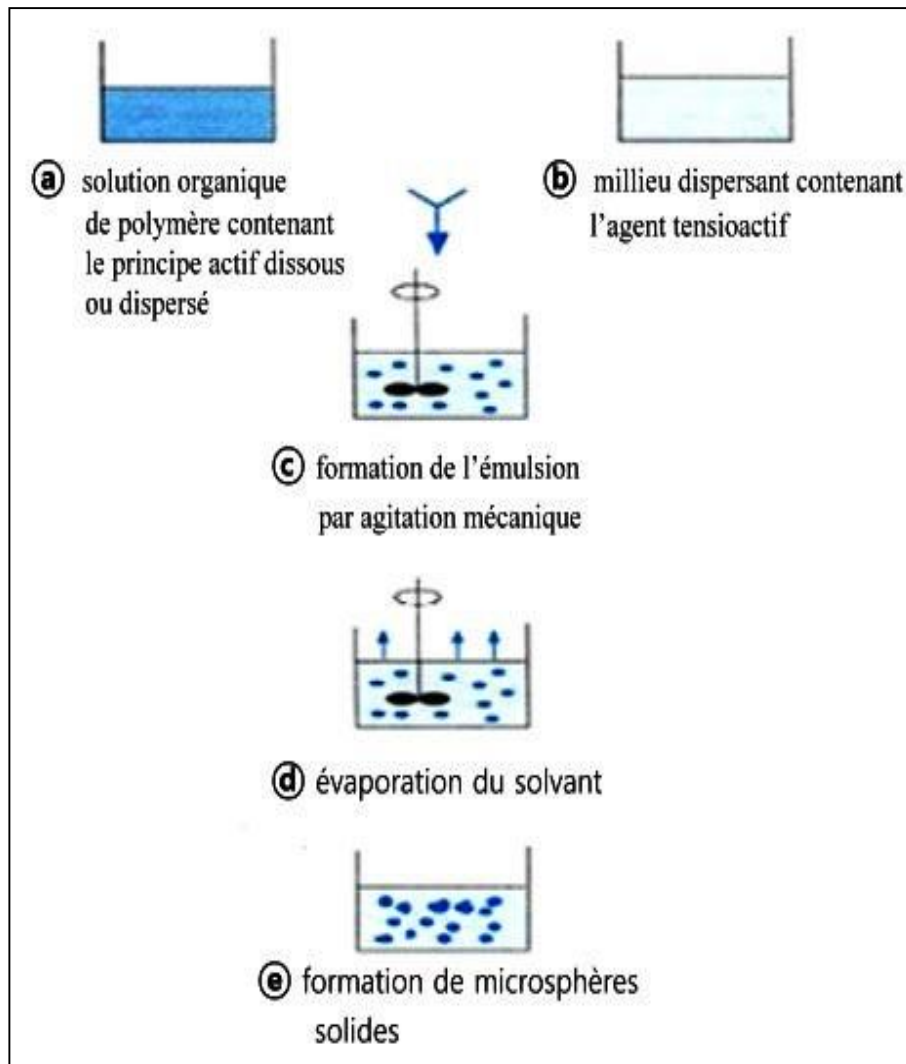 ⓐ solution organique
de polymère contenant
le principe actif dissous
ou dispersé
ⓑ millieu dispersant contenant
l'agent tensioactif
ⓒ formation de l'émulsion
par agitation mécanique
ⓓ évaporation du solvant
ⓔ formation de microsphères
solides